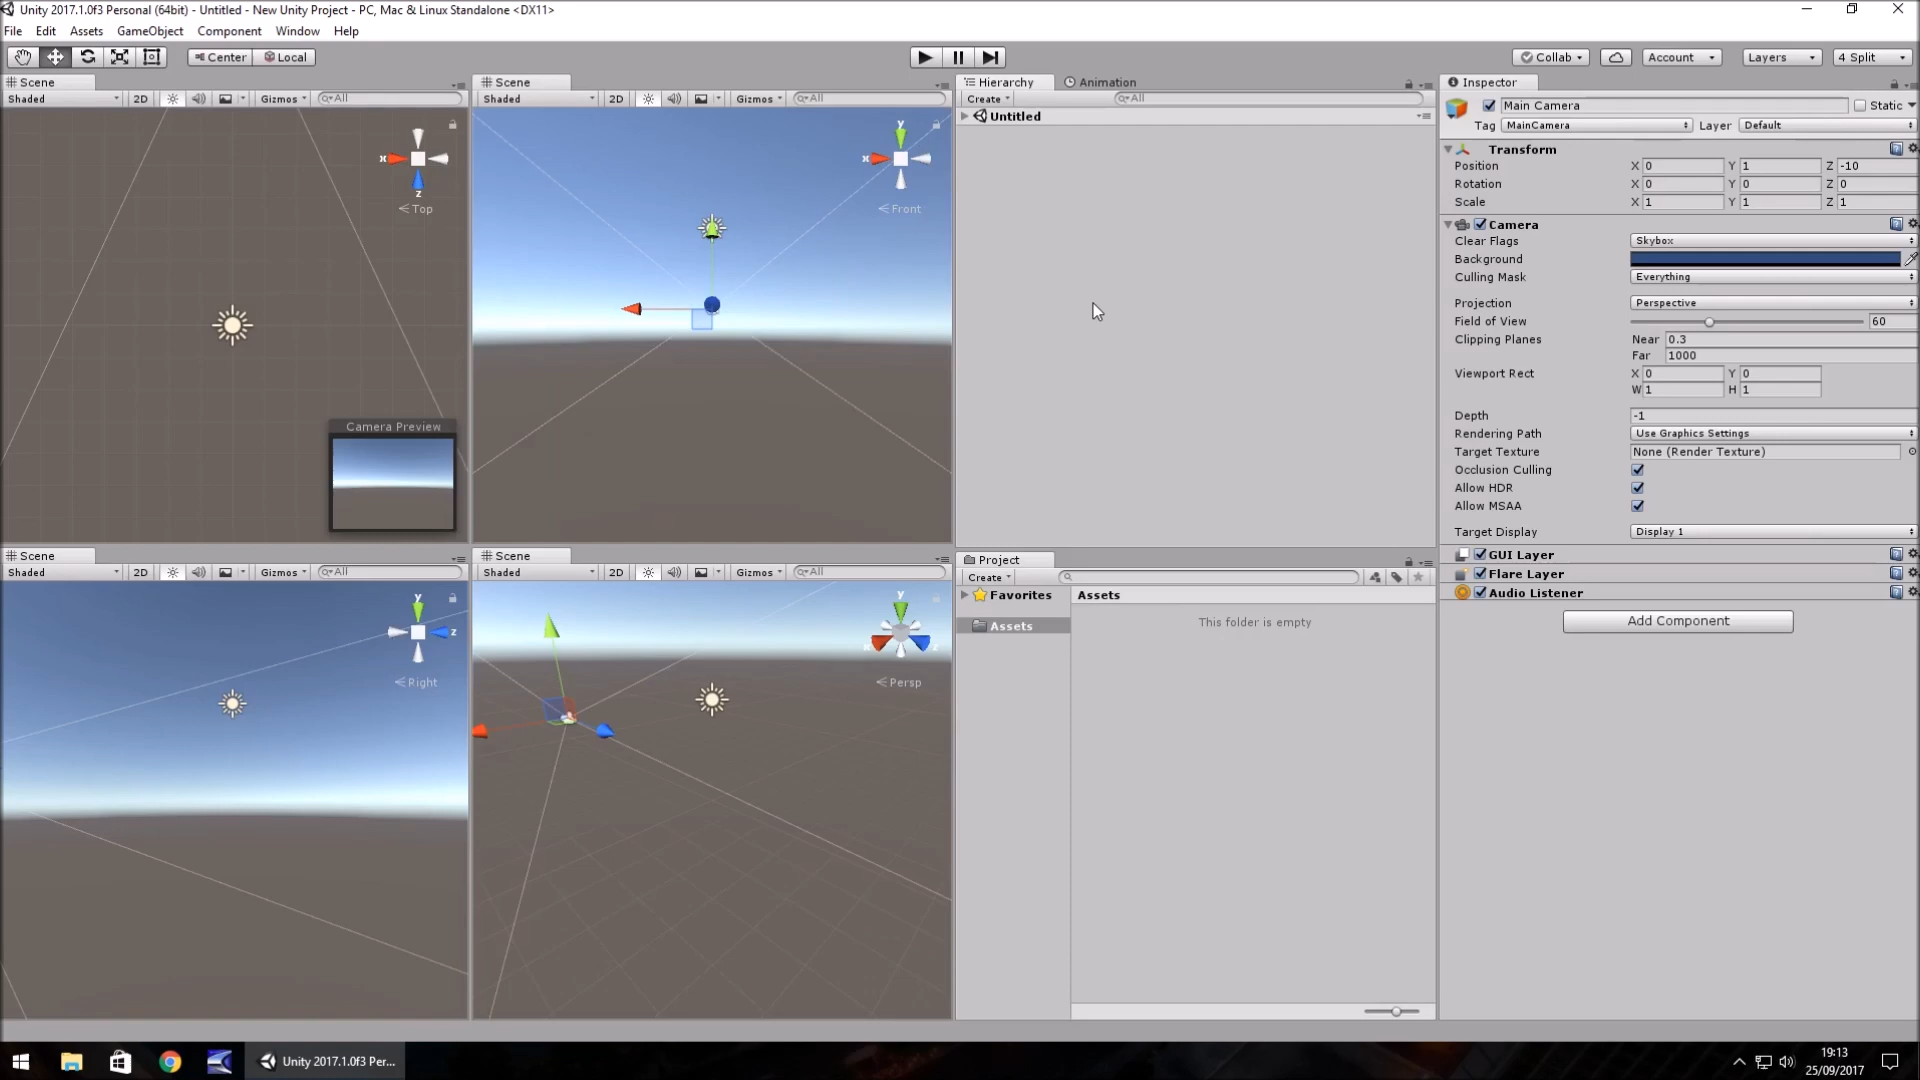 Unity 2017.1.0f3 Personal (64bit) - Untitled - New Unity Project - PC, Mac & Linux Standalone <DX11>
File Edit Assets GameObject Component Window Help
Center Local Collab Account Layers 4 Split
Scene Scene Hierarchy Animation Inspector
Shaded 2D Gizmos All Shaded 2D Gizmos All Create All
Untitled
Main Camera Static
Tag MainCamera Layer Default
Transform
Position X 0 Y 1 Z -10
Rotation X 0 Y 0 Z 0
Scale X 1 Y 1 Z 1
x z Top
y x Front
Camera
Clear Flags Skybox
Background
Culling Mask Everything
Projection Perspective
Field of View 60
Clipping Planes Near 0.3
Far 1000
Viewport Rect X 0 Y 0
W 1 H 1
Depth -1
Rendering Path Use Graphics Settings
Target Texture None (Render Texture)
Occlusion Culling
Allow HDR
Allow MSAA
Target Display Display 1
GUI Layer
Flare Layer
Audio Listener
Add Component
Camera Preview
Scene Scene Project
Shaded 2D Gizmos All Shaded 2D Gizmos All Create
Favorites Assets
Assets This folder is empty
y z Right
y Persp
Unity 2017.1.0f3 Per...
19:13
25/09/2017